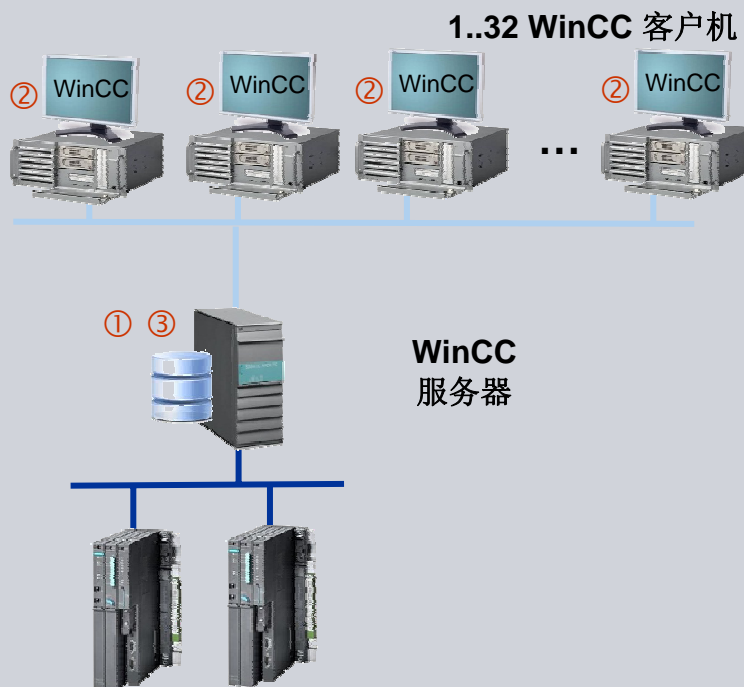 1..32 WinCC 客户机
② WinCC ② WinCC ② WinCC ② WinCC
...
① ③
WinCC
服务器